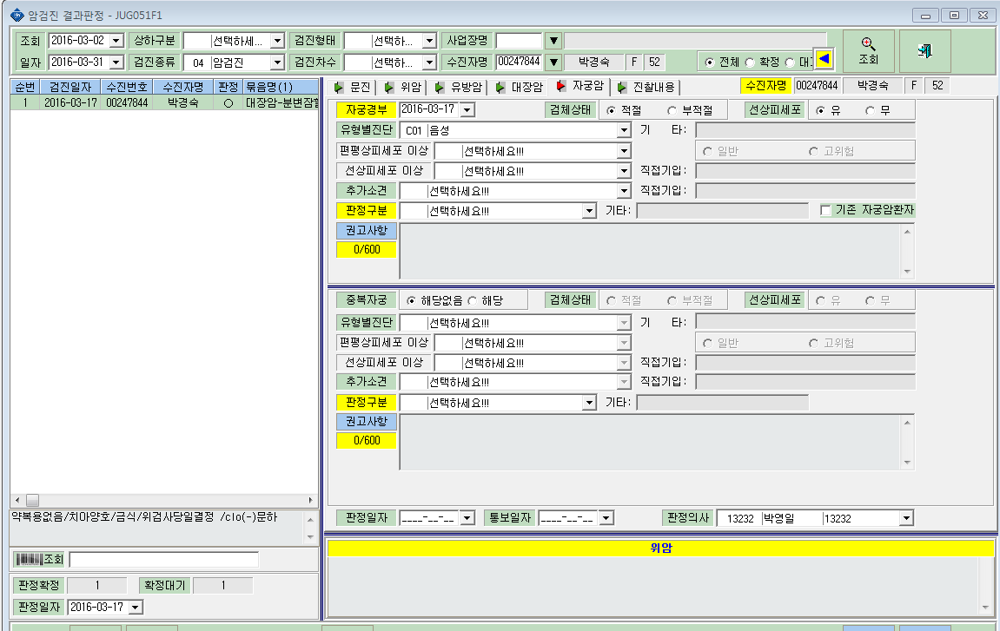 암검진 결과판정 - JUG051F1
조회 2016-03-02 상하구분 선택하세... 검진형태 선택하... 사업장명
일자 2016-03-31 검진종류 04 암검진 검진차수 선택하... 수진자명 00247844 박경숙 F 52 전체 확정 조회
순번 검진일자 수진번호 수진자명 판정 묶음명(1)
1 2016-03-17 00247844 박경숙 ○
문진 위암 유방암 대장암 자궁암 진찰내용 수진자명 00247844 박경숙 F 52
자궁경부 2016-03-17 검체상태 적절 부적절 선상피세포 유 무
유형별진단 C01 음성 기 타:
편평상피세포 이상 선택하세요!!! 일반 고위험
선상피세포 이상 선택하세요!!! 직접기입:
추가소견 선택하세요!!! 직접기입:
판정구분 선택하세요!!! 기타: 기존 자궁암환자
권고사항
0/600
중복자궁 해당없음 해당 검체상태 적절 부적절 선상피세포 유 무
유형별진단 선택하세요!!! 기 타:
편평상피세포 이상 선택하세요!!! 일반 고위험
선상피세포 이상 선택하세요!!! 직접기입:
추가소견 선택하세요!!! 직접기입:
판정구분 선택하세요!!! 기타:
권고사항
0/600
판정일자 ____-__-__ 통보일자 ____-__-__ 판정의사 13232 박영일 13232
위암
약복용없음/치아양호/금식/위검사당일결정 /clo(-)문하
조회
판정확정 1 확정대기 1
판정일자 2016-03-17